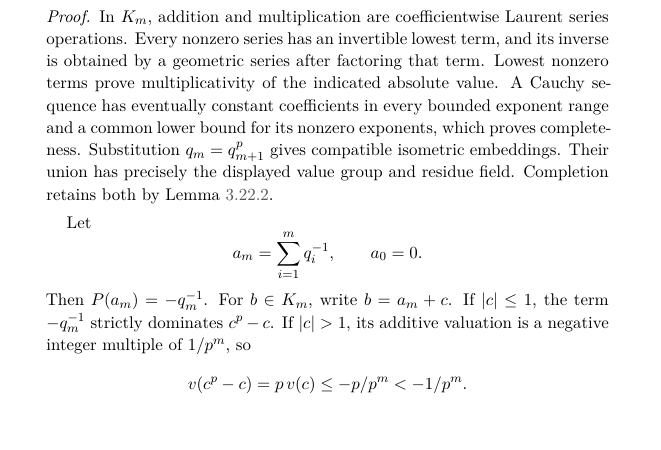 Proof. In K_m, addition and multiplication are coefficientwise Laurent series
operations. Every nonzero series has an invertible lowest term, and its inverse
is obtained by a geometric series after factoring that term. Lowest nonzero
terms prove multiplicativity of the indicated absolute value. A Cauchy se-
quence has eventually constant coefficients in every bounded exponent range
and a common lower bound for its nonzero exponents, which proves complete-
ness. Substitution q_m = q_{m+1}^p gives compatible isometric embeddings. Their
union has precisely the displayed value group and residue field. Completion
retains both by Lemma 3.22.2.
Let
a_m = \sum_{i=1}^{m} q_i^{-1}, a_0 = 0.
Then P(a_m) = −q_m^{-1}. For b ∈ K_m, write b = a_m + c. If |c| ≤ 1, the term
−q_m^{-1} strictly dominates c^p − c. If |c| > 1, its additive valuation is a negative
integer multiple of 1/p^m, so
v(c^p − c) = p v(c) ≤ −p/p^m < −1/p^m.